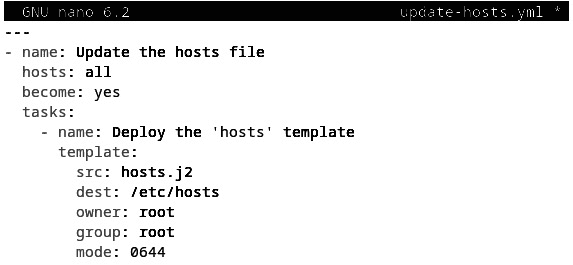 GNU nano 6.2 update-hosts.yml *
---
- name: Update the hosts file
  hosts: all
  become: yes
  tasks:
    - name: Deploy the 'hosts' template
      template:
        src: hosts.j2
        dest: /etc/hosts
        owner: root
        group: root
        mode: 0644